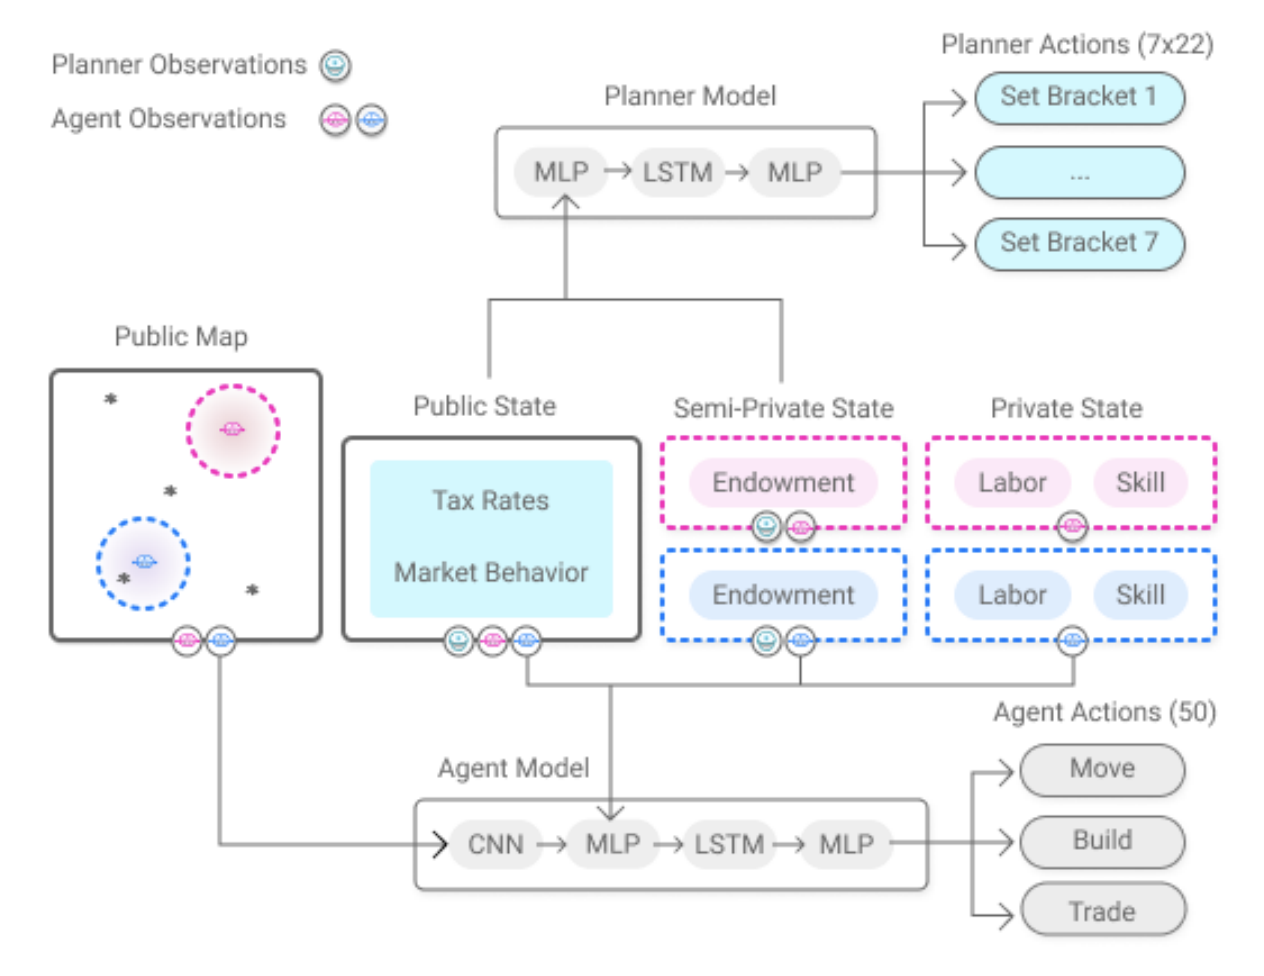 Planner Observations
Agent Observations
Planner Model
MLP
LSTM
MLP
Planner Actions (7x22)
Set Bracket 1
...
Set Bracket 7
Public Map
*
*
*
*
Public State
Tax Rates
Market Behavior
Semi-Private State
Endowment
Endowment
Private State
Labor
Skill
Labor
Skill
Agent Model
CNN
MLP
LSTM
MLP
Agent Actions (50)
Move
Build
Trade